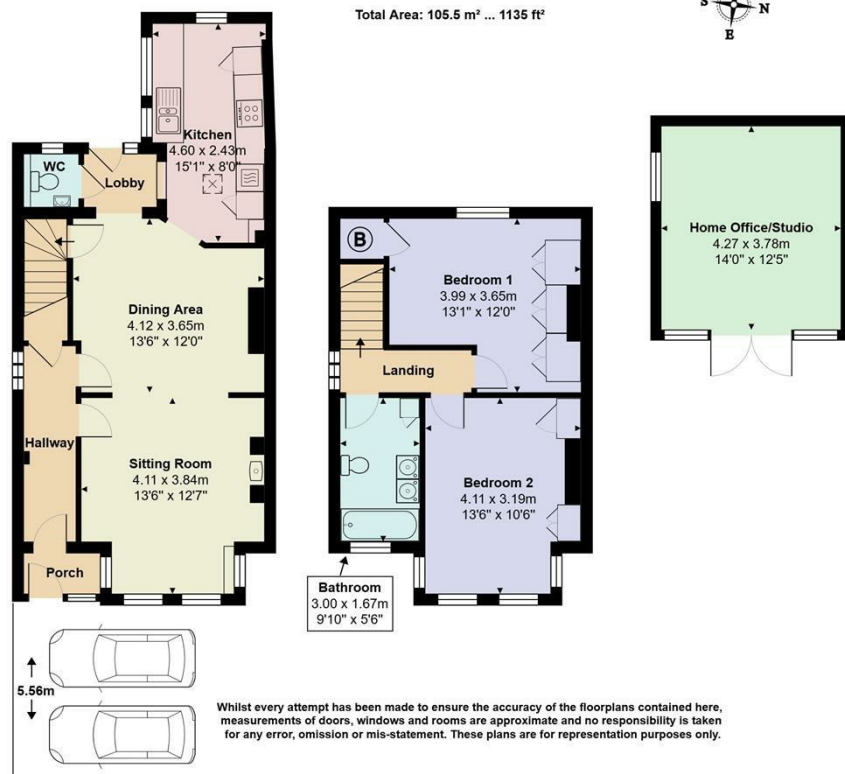 Total Area: 105.5 m² ... 1135 ft²
S
N
E
Kitchen
4.60 x 2.43m
15'1" x 8'0"
WC
Lobby
Dining Area
4.12 x 3.65m
13'6" x 12'0"
Hallway
Sitting Room
4.11 x 3.84m
13'6" x 12'7"
Porch
5.56m
B
Bedroom 1
3.99 x 3.65m
13'1" x 12'0"
Landing
Bedroom 2
4.11 x 3.19m
13'6" x 10'6"
Bathroom
3.00 x 1.67m
9'10" x 5'6"
Home Office/Studio
4.27 x 3.78m
14'0" x 12'5"
Whilst every attempt has been made to ensure the accuracy of the floorplans contained here,
measurements of doors, windows and rooms are approximate and no responsibility is taken
for any error, omission or mis-statement. These plans are for representation purposes only.